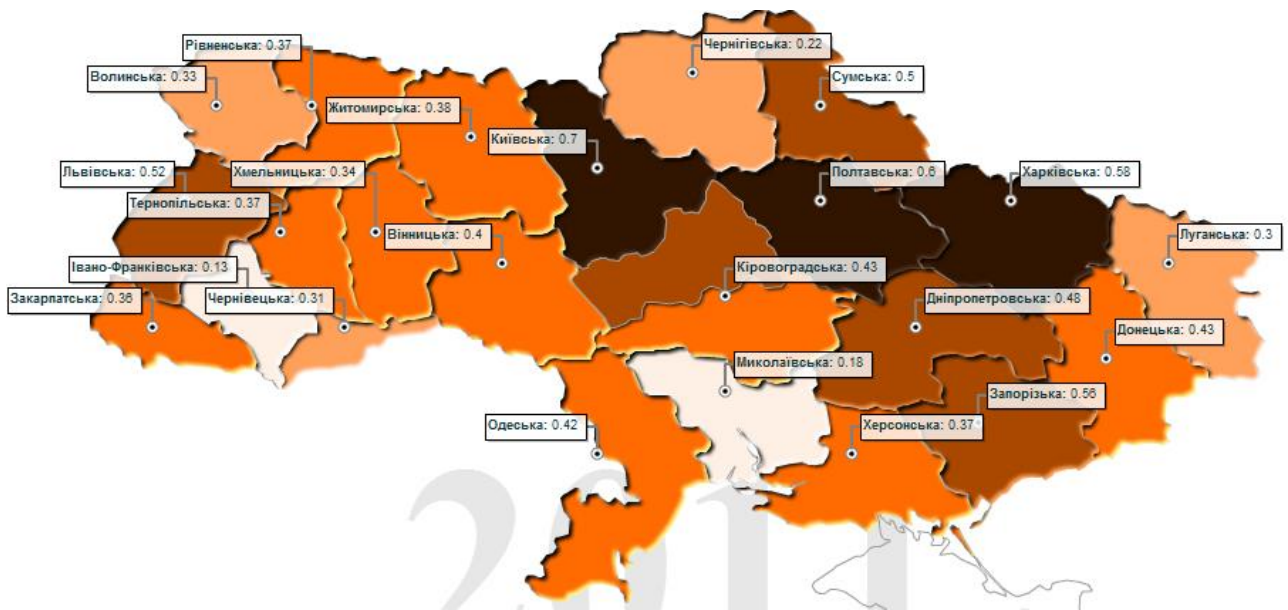 Чернігівська: 0.22
Рівненська: 0.37
Волинська: 0.33
Сумська: 0.5
Житомирська: 0.38
Київська: 0.7
Львівська: 0.52
Хмельницька: 0.34
Полтавська: 0.6
Харківська: 0.58
Тернопільська: 0.37
Вінницька: 0.4
Луганська: 0.3
Івано-Франківська: 0.13
Кіровоградська: 0.43
Закарпатська: 0.36
Чернівецька: 0.31
Дніпропетровська: 0.48
Донецька: 0.43
Миколаївська: 0.18
Запорізька: 0.56
Одеська: 0.42
Херсонська: 0.37